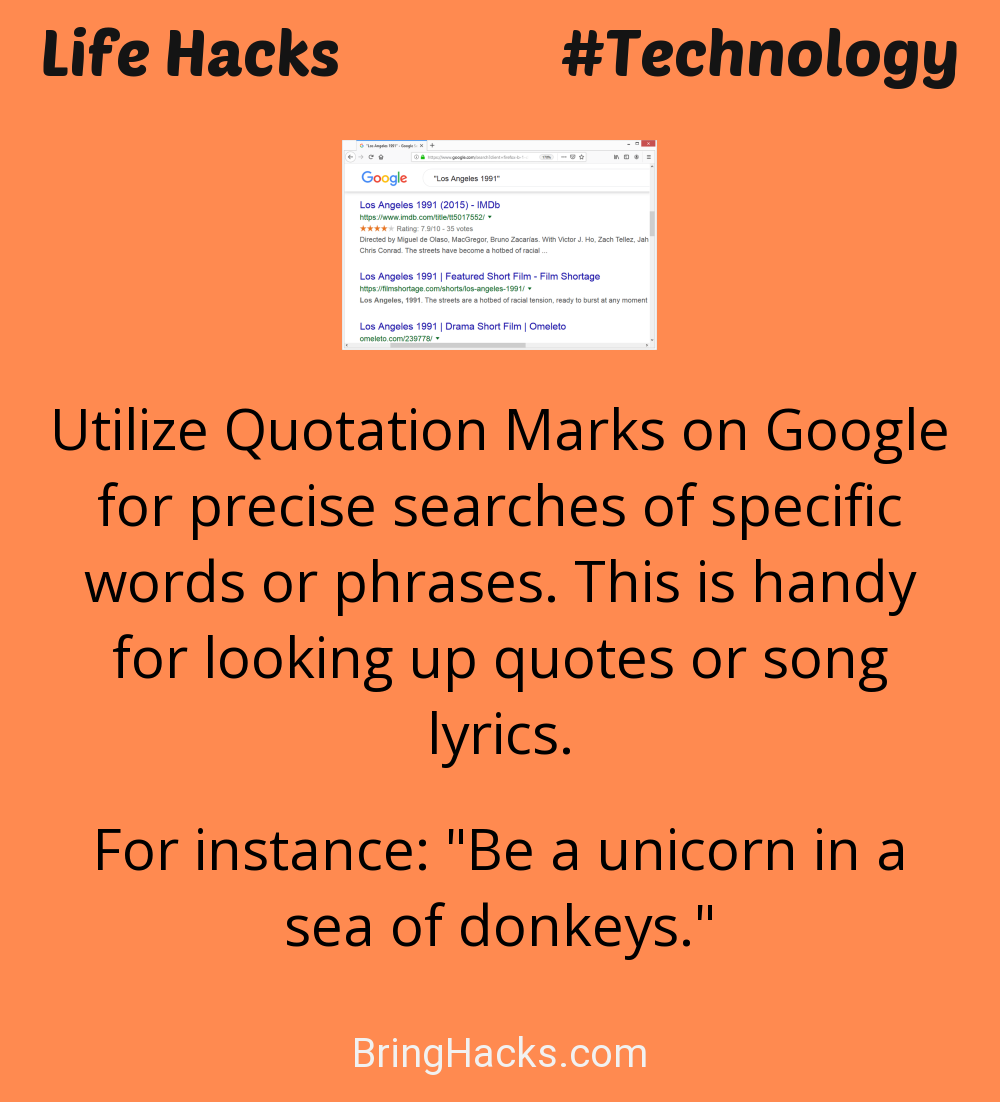 Life Hacks #Technology
"Los Angeles 1991" - Google
https://www.google.com
Google "Los Angeles 1991"
Los Angeles 1991 (2015) - IMDb
https://www.imdb.com/title/tt5017552/
Rating: 7.9/10 - 35 votes
Directed by Miguel de Olaso, MacGregor, Bruno Zacarías. With Victor J. Ho, Zach Tellez, Jah
Chris Conrad. The streets have become a hotbed of racial ...
Los Angeles 1991 | Featured Short Film - Film Shortage
https://filmshortage.com/shorts/los-angeles-1991/
Los Angeles, 1991. The streets are a hotbed of racial tension, ready to burst at any moment
Los Angeles 1991 | Drama Short Film | Omeleto
omeleto.com/239778/
Utilize Quotation Marks on Google
for precise searches of specific
words or phrases. This is handy
for looking up quotes or song
lyrics.
For instance: "Be a unicorn in a
sea of donkeys."
BringHacks.com